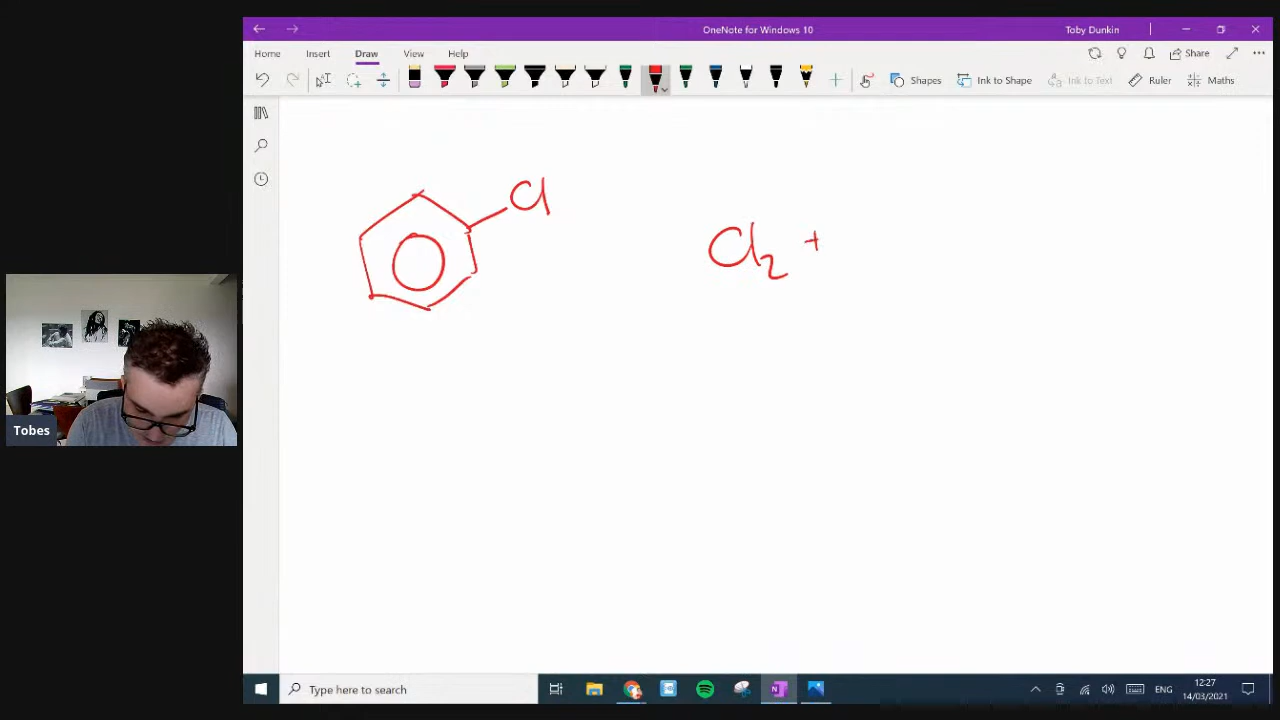 OneNote for Windows 10
Toby Dunkin
Home Insert Draw View Help
Share
Shapes Ink to Shape Ink to Text Ruler Maths
Cl
Cl2 +
Tobes
Type here to search
ENG
12:27
14/03/2021